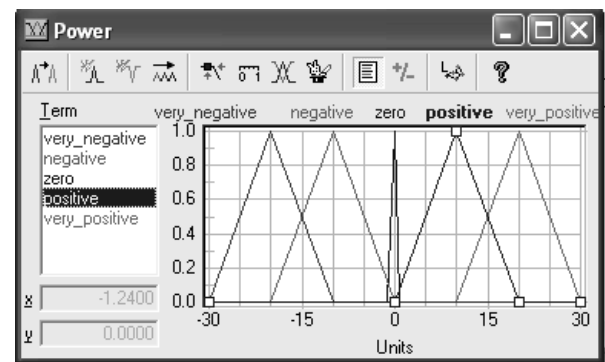 Power
Term
very_negative negative zero positive very_positive
very_negative
negative
zero
positive
very_positive
1.0
0.8
0.6
0.4
0.2
0.0
x -1.2400
y 0.0000
-30 -15 0 15 30
Units